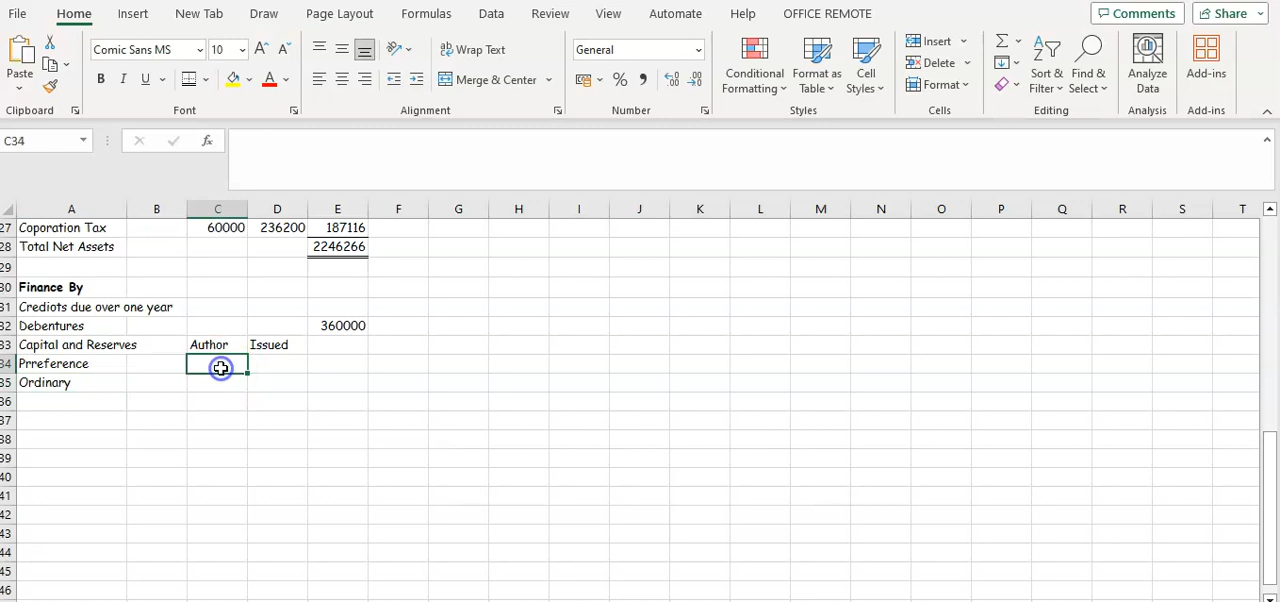 File Home Insert New Tab Draw Page Layout Formulas Data Review View Automate Help OFFICE REMOTE Comments Share
Paste
Comic Sans MS 10 A A
B I U A
Wrap Text
Merge & Center
General
%
Conditional Formatting
Format as Table
Cell Styles
Insert
Delete
Format
Sort & Filter
Find & Select
Analyze Data
Add-ins
Clipboard Font Alignment Number Styles Cells Editing Analysis Add-ins
C34 fx
A B C D E F G H I J K L M N O P Q R S T
27 Coporation Tax 60000 236200 187116
28 Total Net Assets 2246266
29
30 Finance By
31 Crediots due over one year
32 Debentures 360000
33 Capital and Reserves Author Issued
34 Prreference
35 Ordinary
36
37
38
39
40
41
42
43
44
45
46